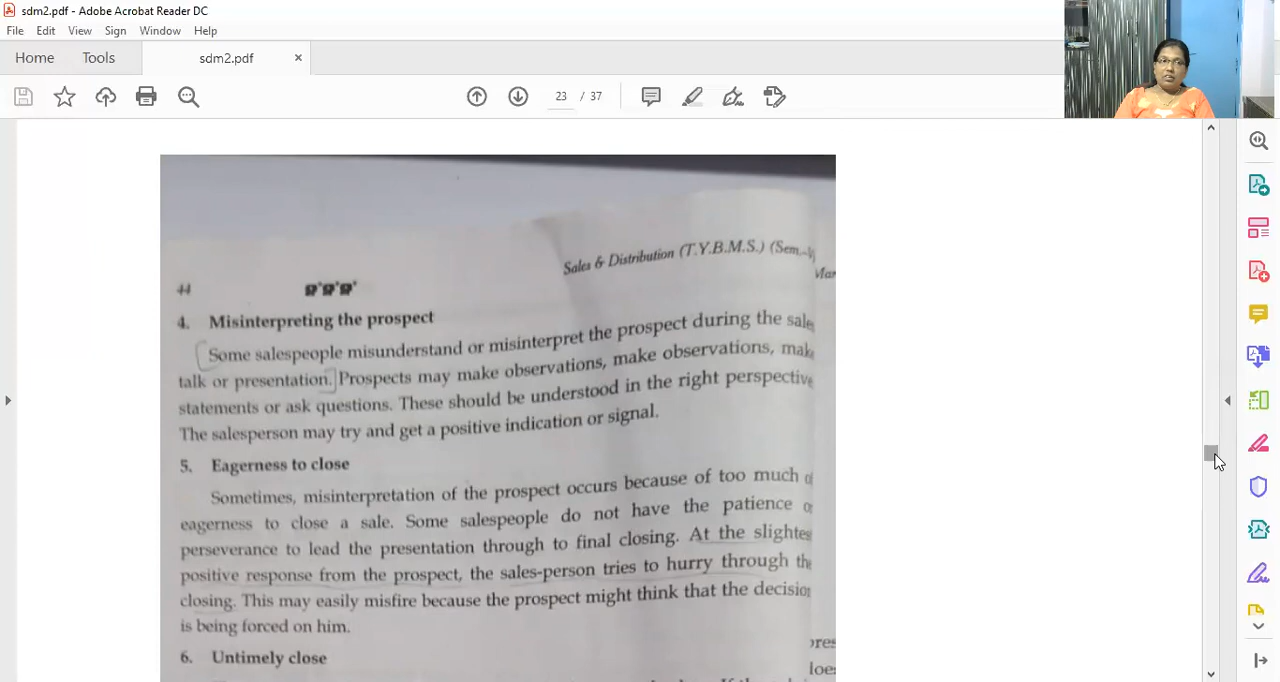 sdm2.pdf - Adobe Acrobat Reader DC
File Edit View Sign Window Help
Home Tools sdm2.pdf ×
23 / 37
Sales & Distribution (T.Y.B.M.S.) (Sem.
44
4. Misinterpreting the prospect
Some salespeople misunderstand or misinterpret the prospect during the sale
talk or presentation. Prospects may make observations, make observations, mak
statements or ask questions. These should be understood in the right perspective
The salesperson may try and get a positive indication or signal.
5. Eagerness to close
Sometimes, misinterpretation of the prospect occurs because of too much
eagerness to close a sale. Some salespeople do not have the patience
perseverance to lead the presentation through to final closing. At the slightes
positive response from the prospect, the sales-person tries to hurry through th
closing. This may easily misfire because the prospect might think that the decision
is being forced on him.
6. Untimely close